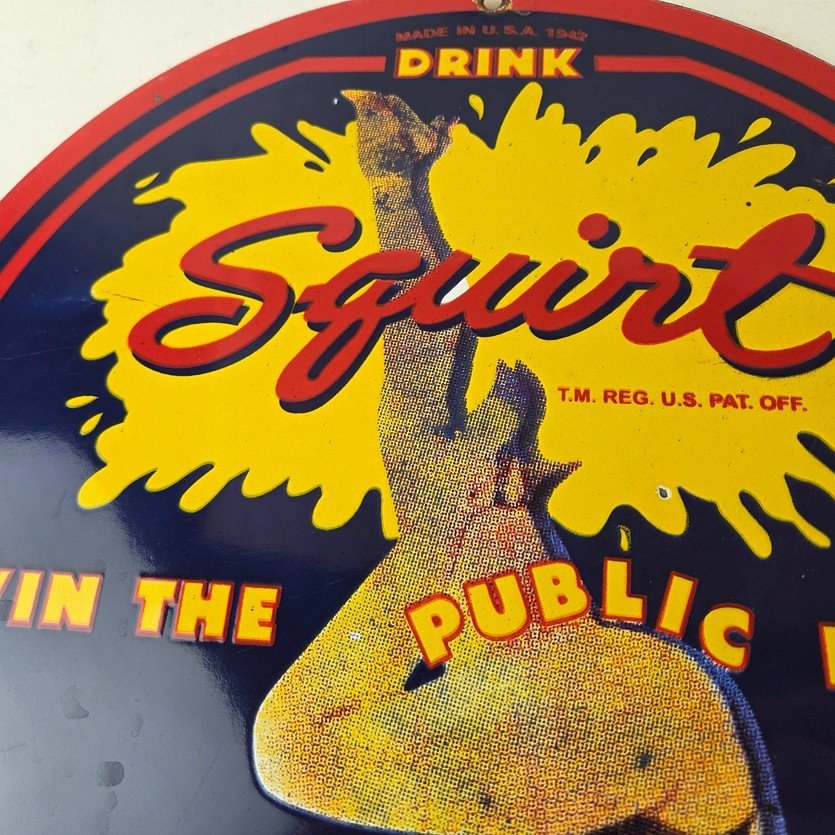 MADE IN U.S.A. 1942
DRINK
Squirt
T.M. REG. U.S. PAT. OFF.
IN THE PUBLIC